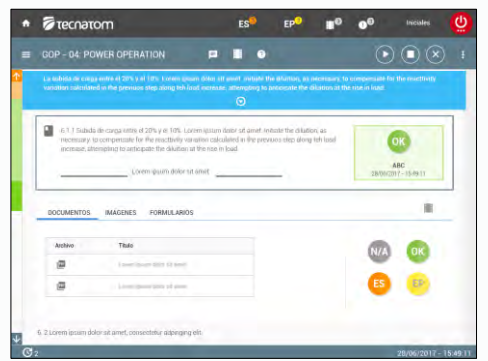 tecnatom ES EP Iniciales
GOP - 04: POWER OPERATION
La subida de carga entre el 20% y el 10%. Lorem ipsum dolor sit amet, initiate the dilution, as necessary, to compensate for the reactivity
variation calculated in the previous step along teh load increase, attempting to anticipate the dilution at the rise in load.
6.1.1 Subida de carga entre el 20% y el 10%. Lorem ipsum dolor sit amet, initiate the dilution, as
necessary, to compensate for the reactivity variation calculated in the previous step along teh load
increase, attempting to anticipate the dilution at the rise in load
Lorem ipsum dolor sit amet
OK
ABC
28/06/2017 - 15:49:11
DOCUMENTOS IMAGENES FORMULARIOS
Archivo Título
Lorem ipsum dolor sit amet
Lorem ipsum dolor sit amet
N/A OK
ES EP
6.2 Lorem ipsum dolor sit amet, consectetur adipiscing elit.
2
28/06/2017 - 15:49:11